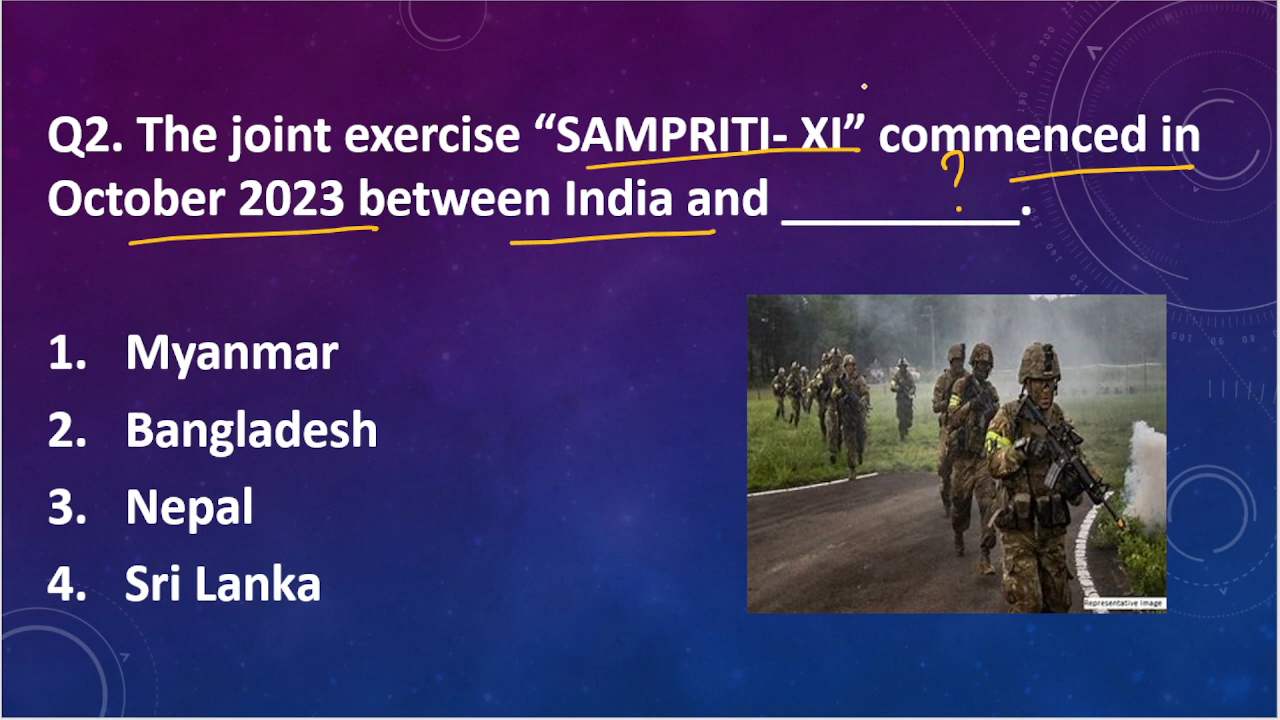 Q2. The joint exercise “SAMPRITI- XI” commenced in
?
October 2023 between India and __________.
1. Myanmar
2. Bangladesh
3. Nepal
4. Sri Lanka
Representative Image